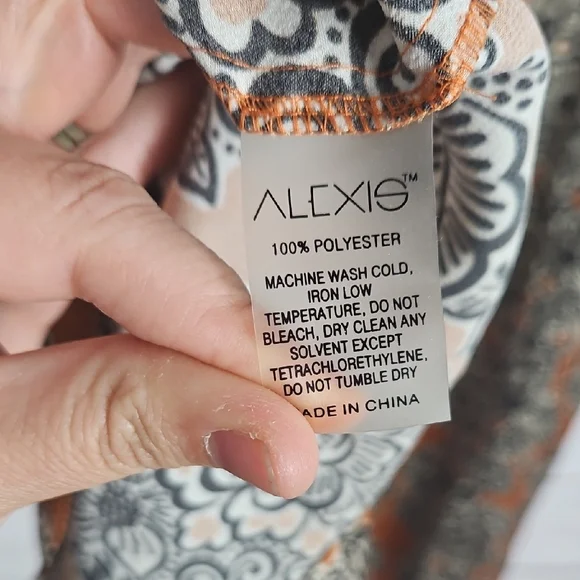 ALEXIS™
100% POLYESTER
MACHINE WASH COLD,
IRON LOW
TEMPERATURE, DO NOT
BLEACH, DRY CLEAN ANY
SOLVENT EXCEPT
TETRACHLORETHYLENE,
DO NOT TUMBLE DRY
ADE IN CHINA